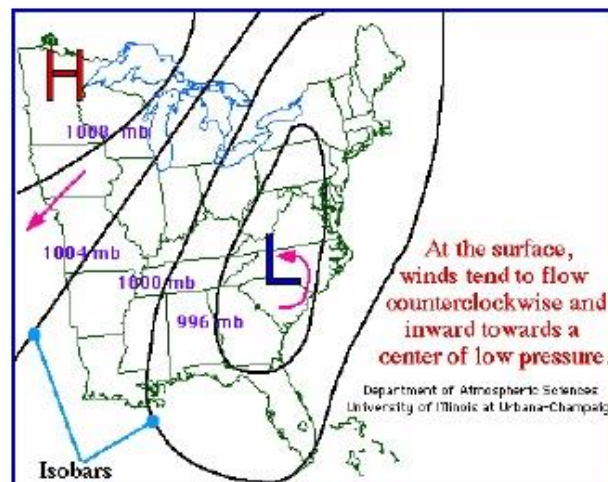 H
1008 mb
1004 mb
1000 mb
996 mb
L
At the surface,
winds tend to flow
counterclockwise and
inward towards a
center of low pressure.
Department of Atmospheric Sciences
University of Illinois at Urbana-Champaig
Isobars